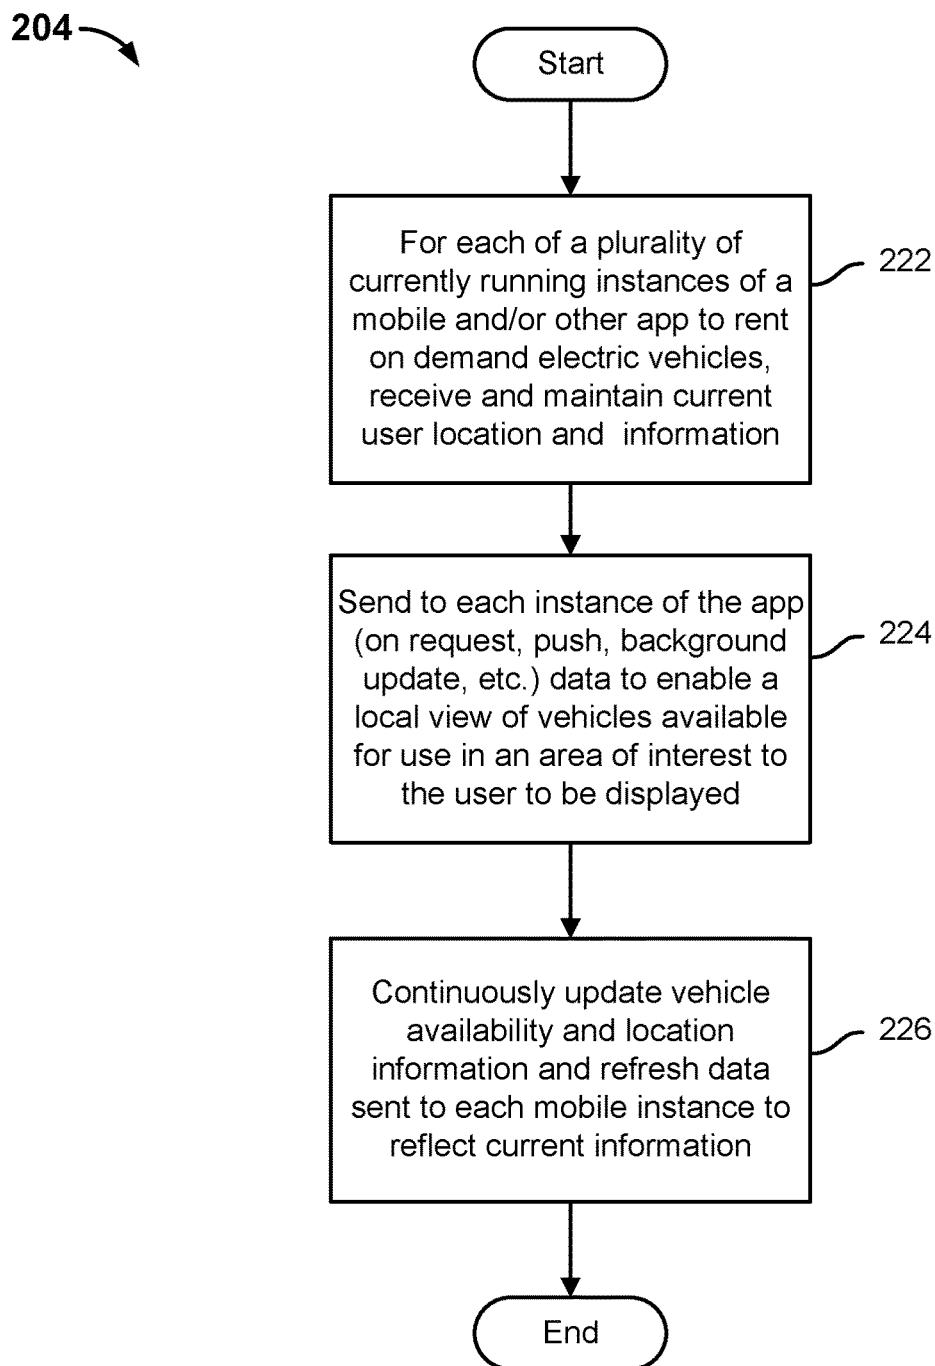 204
Start
For each of a plurality of
currently running instances of a
mobile and/or other app to rent
on demand electric vehicles,
receive and maintain current
user location and  information
222
Send to each instance of the app
(on request, push, background
update, etc.) data to enable a
local view of vehicles available
for use in an area of interest to
the user to be displayed
224
Continuously update vehicle
availability and location
information and refresh data
sent to each mobile instance to
reflect current information
226
End